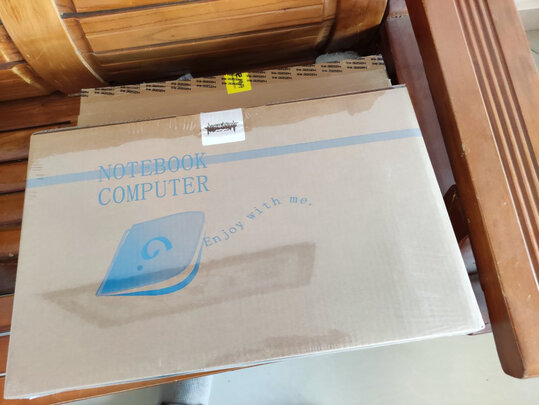 NOTEBOOK
COMPUTER
Enjoy with me.